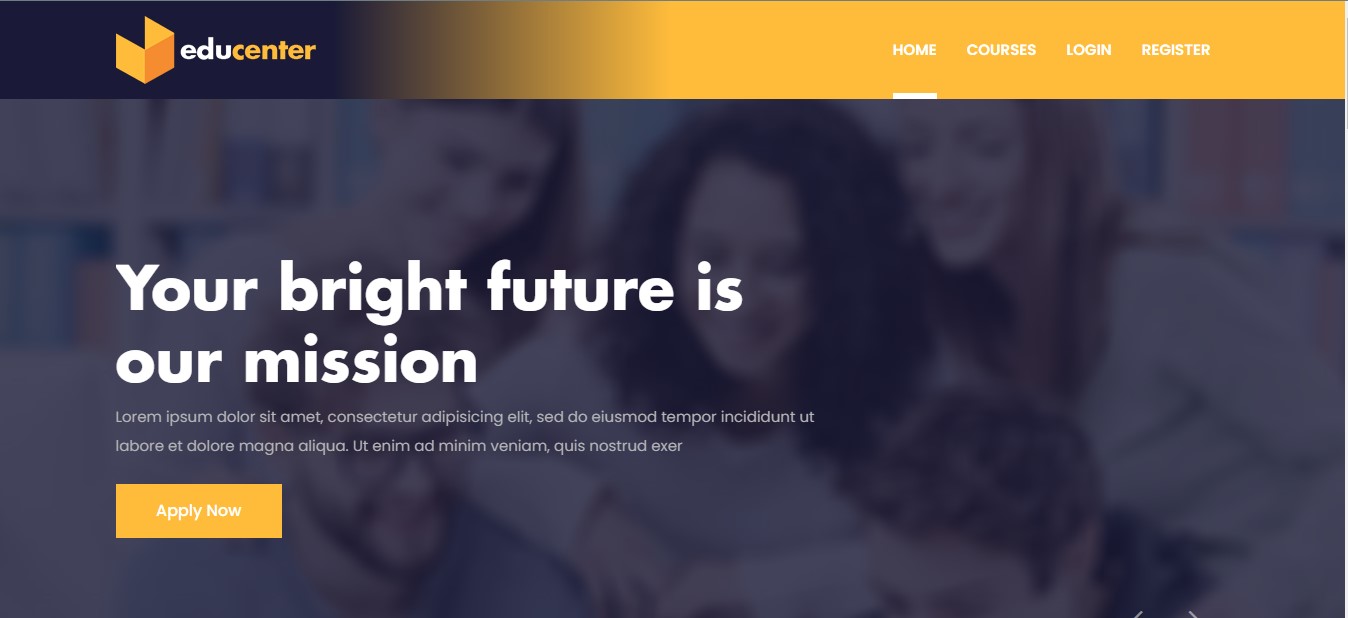 educenter
HOME COURSES LOGIN REGISTER
Your bright future is
our mission
Lorem ipsum dolor sit amet, consectetur adipisicing elit, sed do eiusmod tempor incididunt ut
labore et dolore magna aliqua. Ut enim ad minim veniam, quis nostrud exer
Apply Now